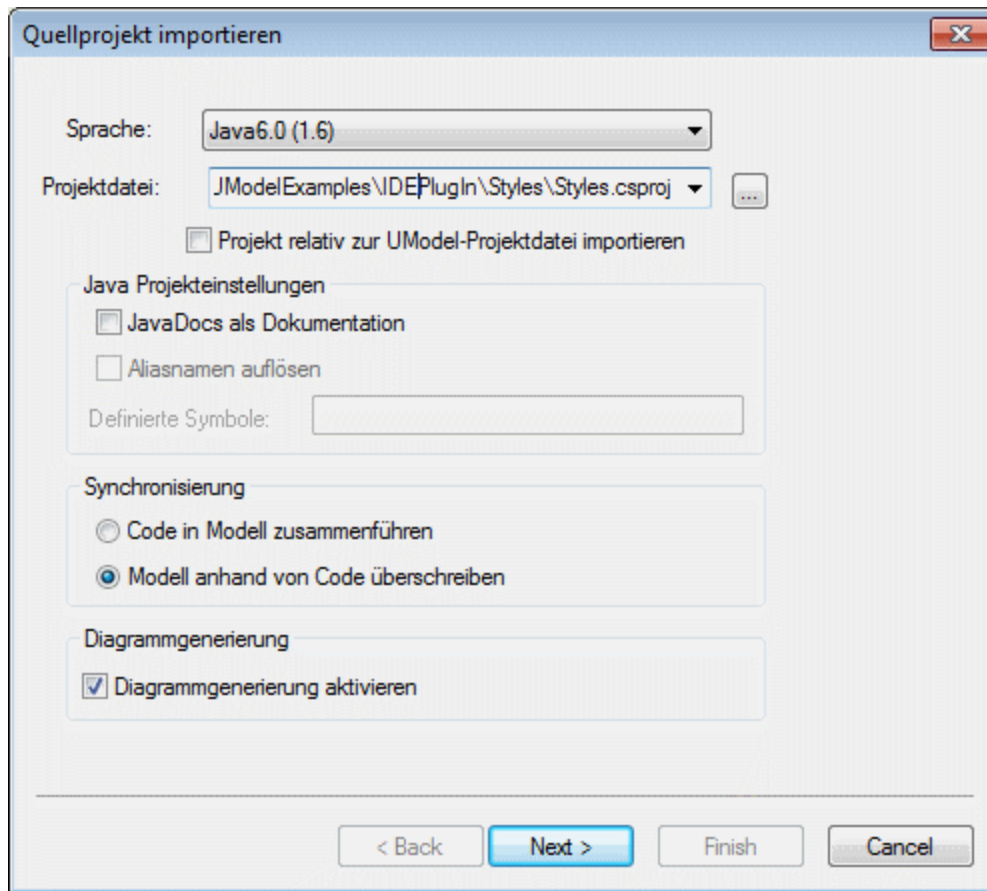 Quellprojekt importieren
Sprache: Java6.0 (1.6)
Projektdatei: JModelExamples\IDEPlugIn\Styles\Styles.csproj ...
Projekt relativ zur UModel-Projektdatei importieren
Java Projekteinstellungen
JavaDocs als Dokumentation
Aliasnamen auflösen
Definierte Symbole:
Synchronisierung
Code in Modell zusammenführen
Modell anhand von Code überschreiben
Diagrammgenerierung
Diagrammgenerierung aktivieren
< Back Next > Finish Cancel